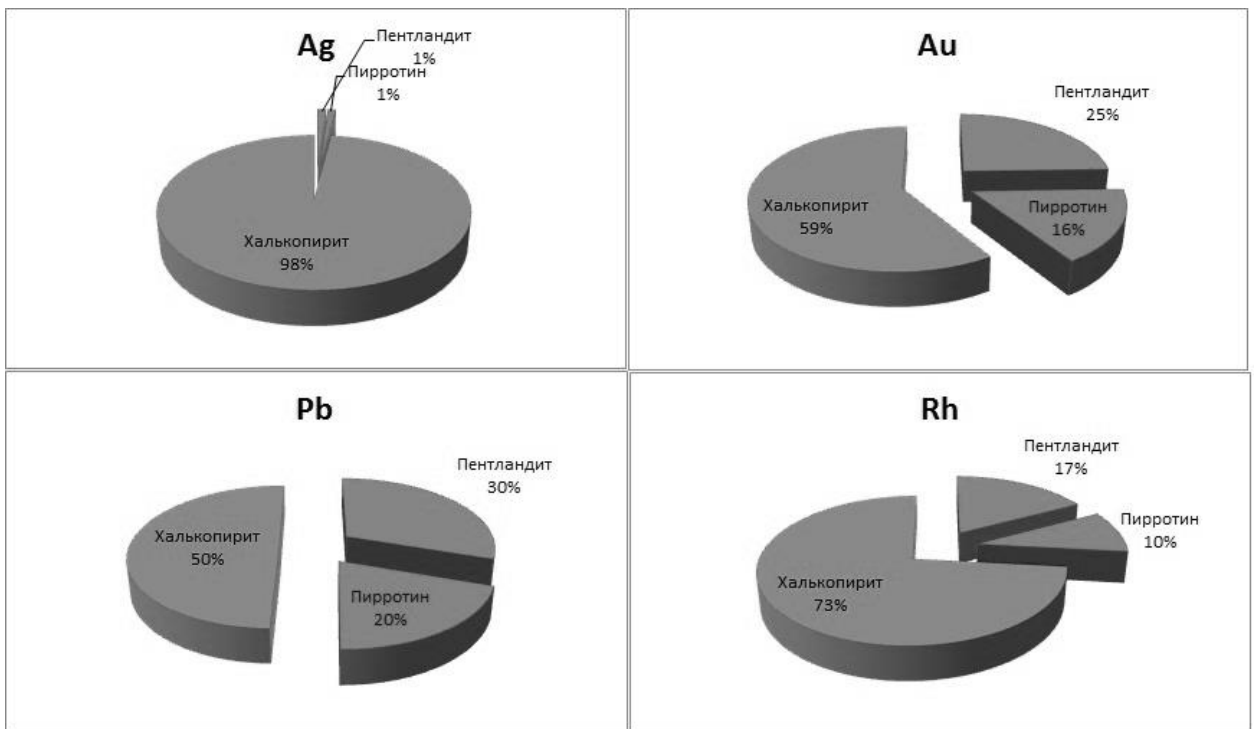 Ag
Пентландит
1%
Пирротин
1%
Халькопирит
98%
Au
Пентландит
25%
Халькопирит
59%
Пирротин
16%
Pb
Пентландит
30%
Халькопирит
50%
Пирротин
20%
Rh
Пентландит
17%
Пирротин
10%
Халькопирит
73%